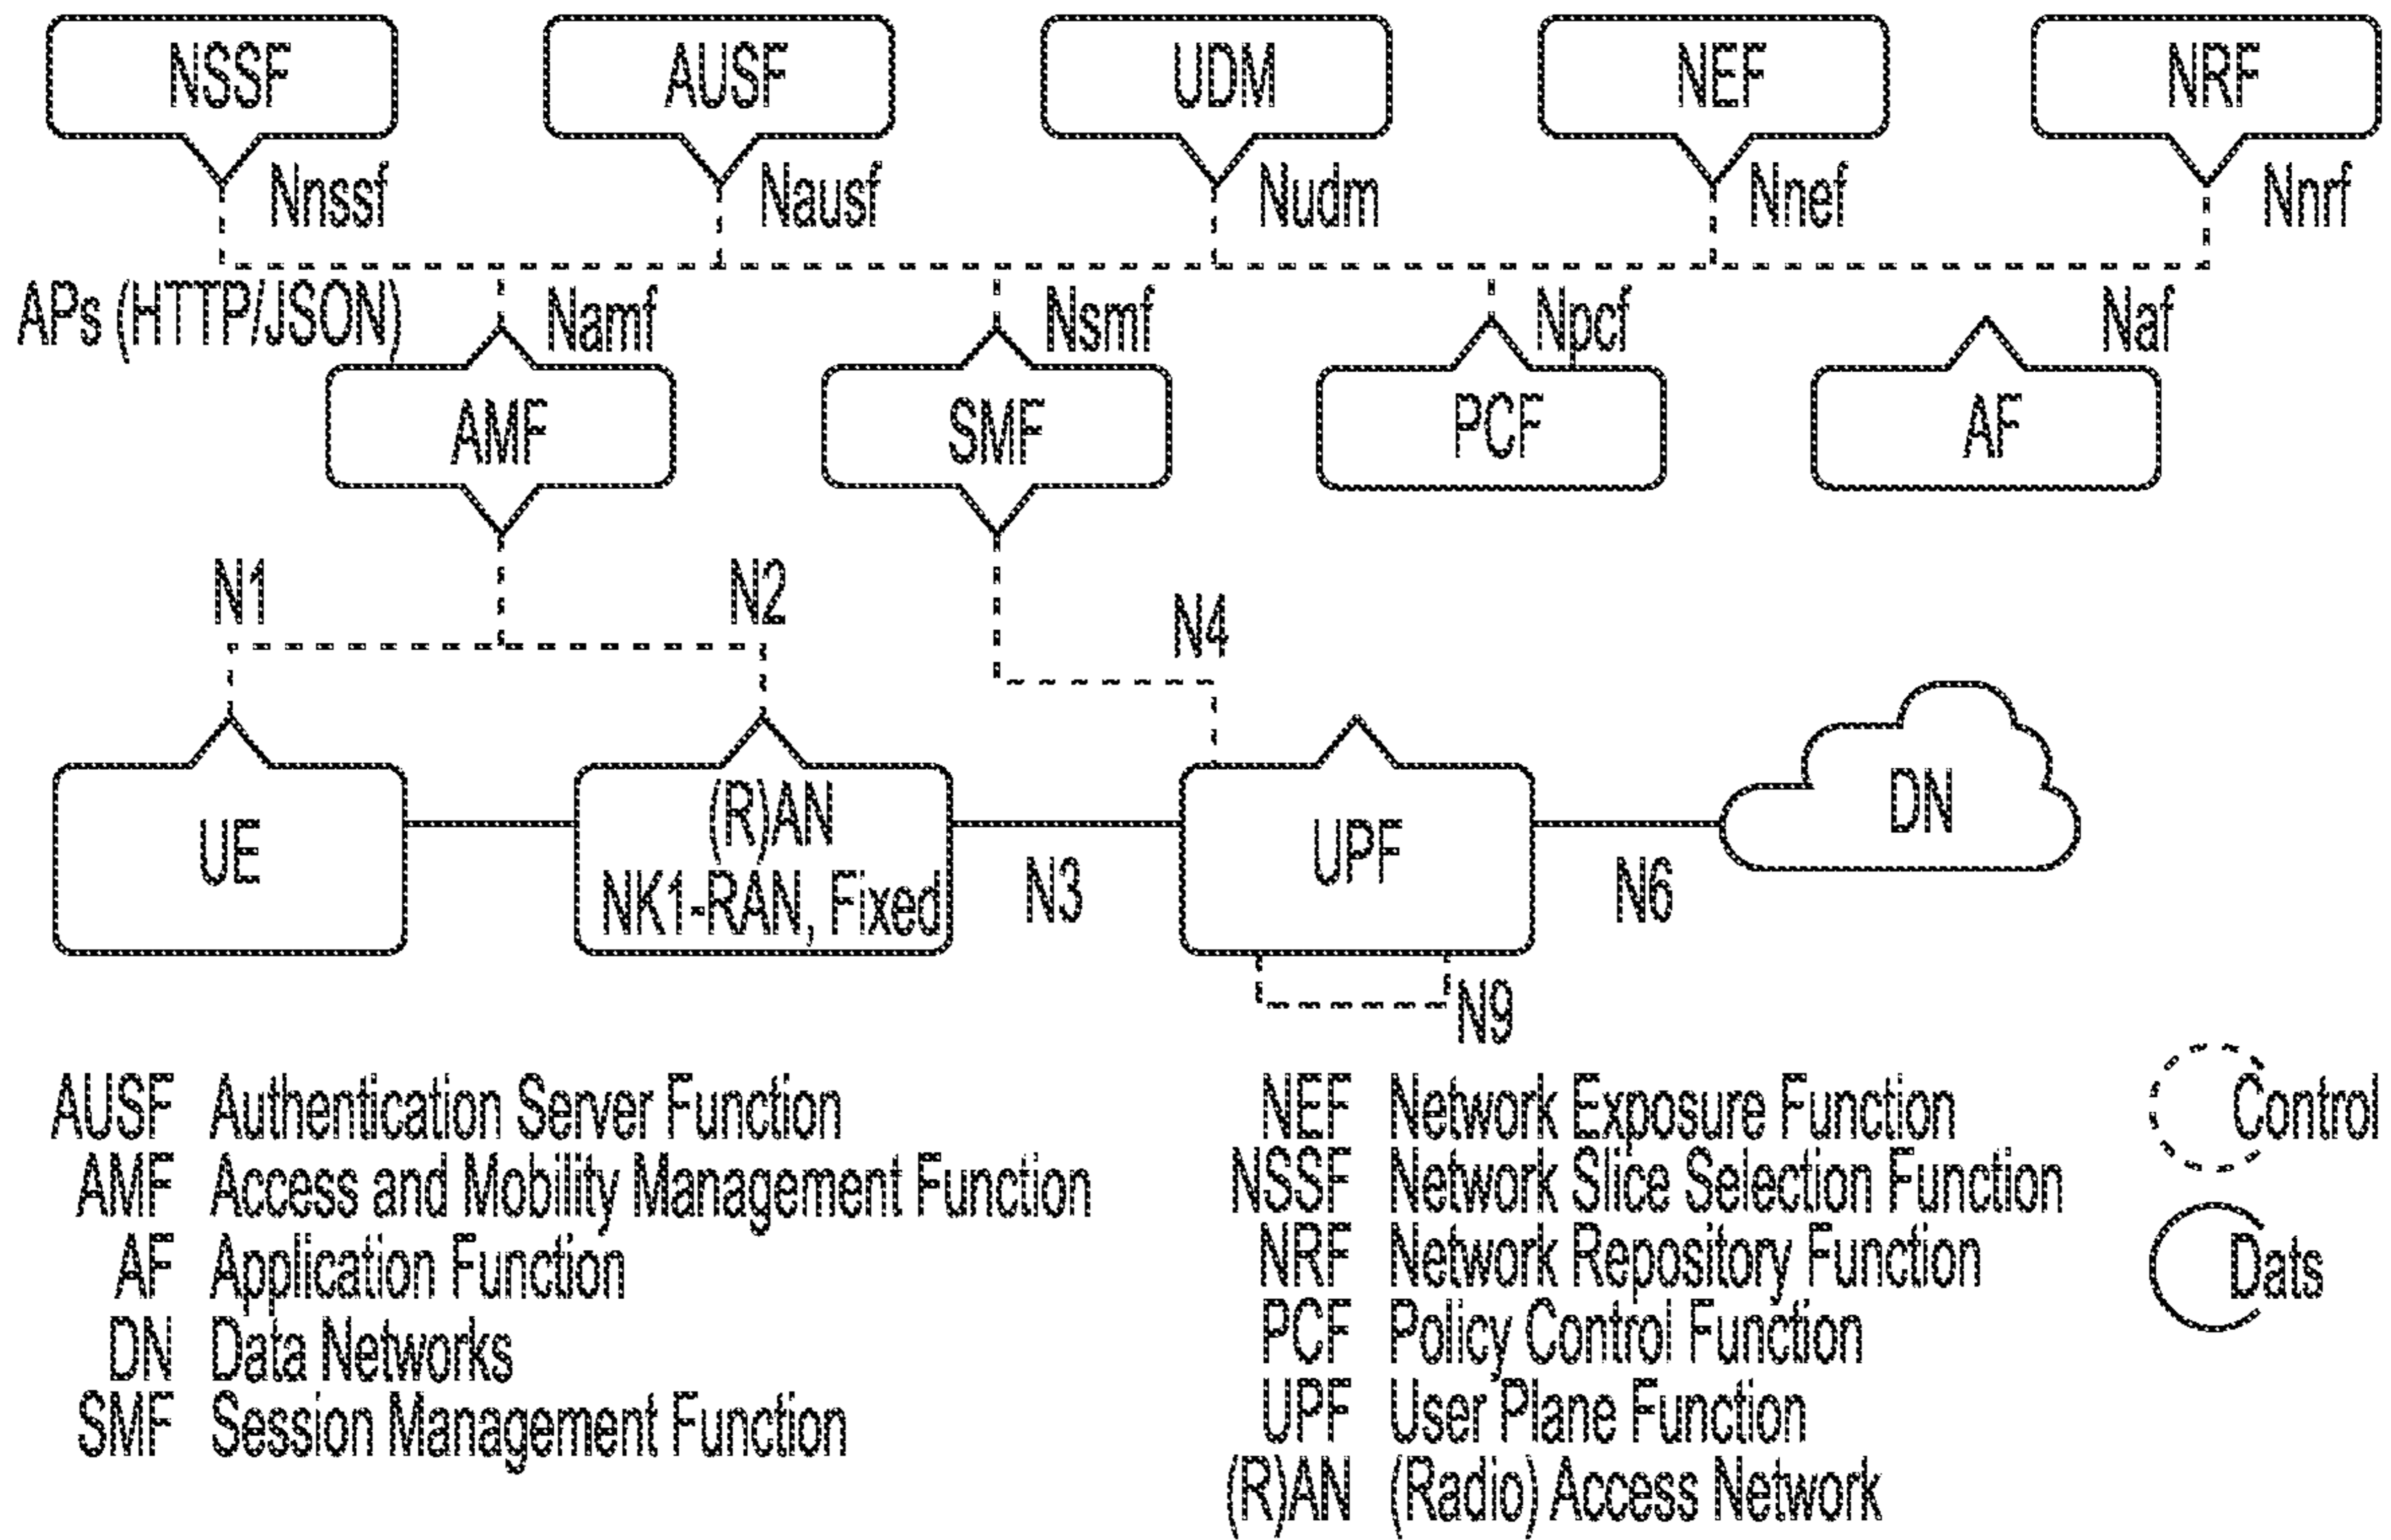 NSSF AUSF UDM NEF NRF
Nnssf Nausf Nudm Nnef Nnrf
APs (HTTP/JSON) Namf Nsmf Npcf Naf
AMF SMF PCF AF
N1 N2 N4
UE (R)AN UPF DN
NK1-RAN, Fixed N3 N6
N9
AUSF Authentication Server Function
AMF Access and Mobility Management Function
AF Application Function
DN Data Networks
SMF Session Management Function
NEF Network Exposure Function
NSSF Network Slice Selection Function
NRF Network Repository Function
PCF Policy Control Function
UPF User Plane Function
(R)AN (Radio) Access Network
Control
Dats